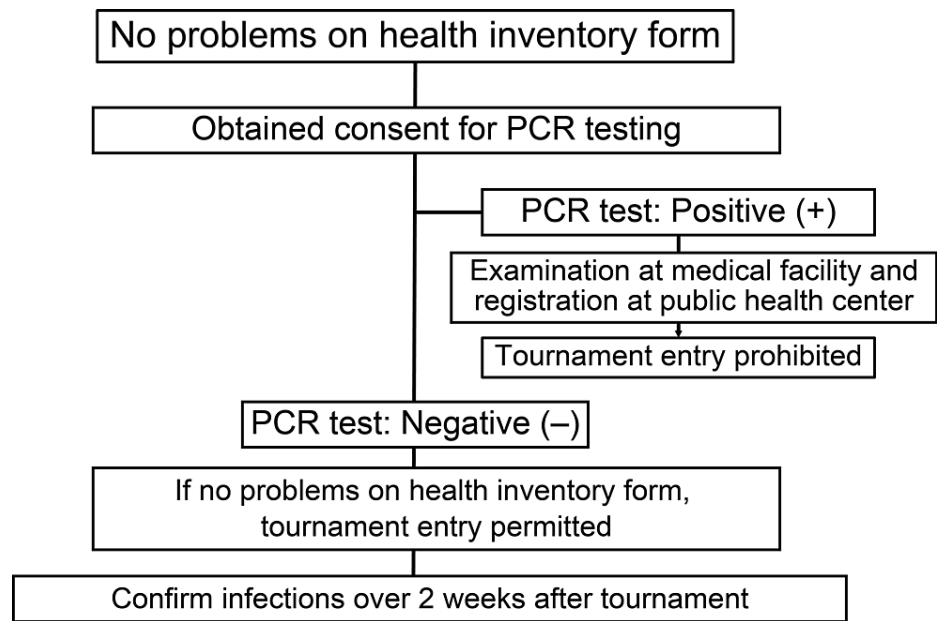 No problems on health inventory form
Obtained consent for PCR testing
PCR test: Positive (+)
Examination at medical facility and
registration at public health center
Tournament entry prohibited
PCR test: Negative (–)
If no problems on health inventory form,
tournament entry permitted
Confirm infections over 2 weeks after tournament